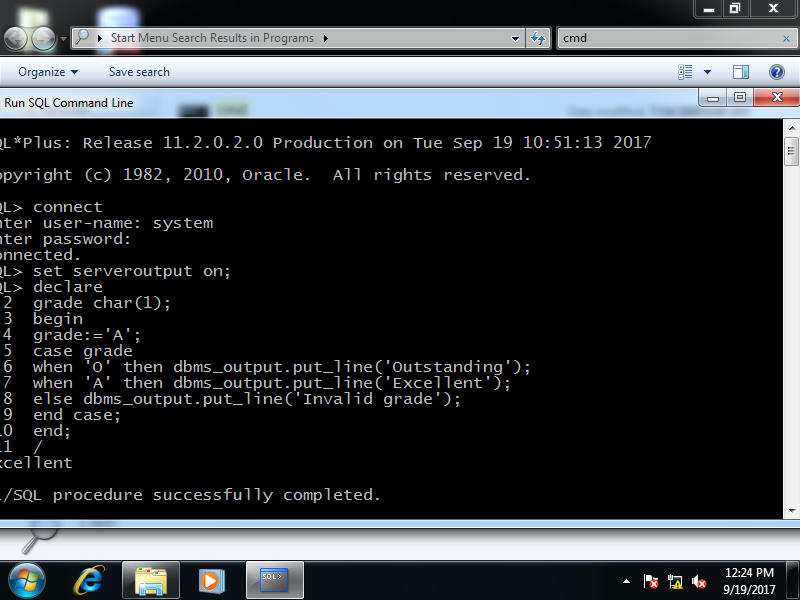 Start Menu Search Results in Programs
cmd
Organize
Save search
Run SQL Command Line
QL*Plus: Release 11.2.0.2.0 Production on Tue Sep 19 10:51:13 2017
opyright (c) 1982, 2010, Oracle.  All rights reserved.
QL> connect
nter user-name: system
nter password:
onnected.
QL> set serveroutput on;
QL> declare
2  grade char(1);
3  begin
4  grade:='A';
5  case grade
6  when 'O' then dbms_output.put_line('Outstanding');
7  when 'A' then dbms_output.put_line('Excellent');
8  else dbms_output.put_line('Invalid grade');
9  end case;
10  end;
11  /
xcellent
L/SQL procedure successfully completed.
SQL>
12:24 PM
9/19/2017